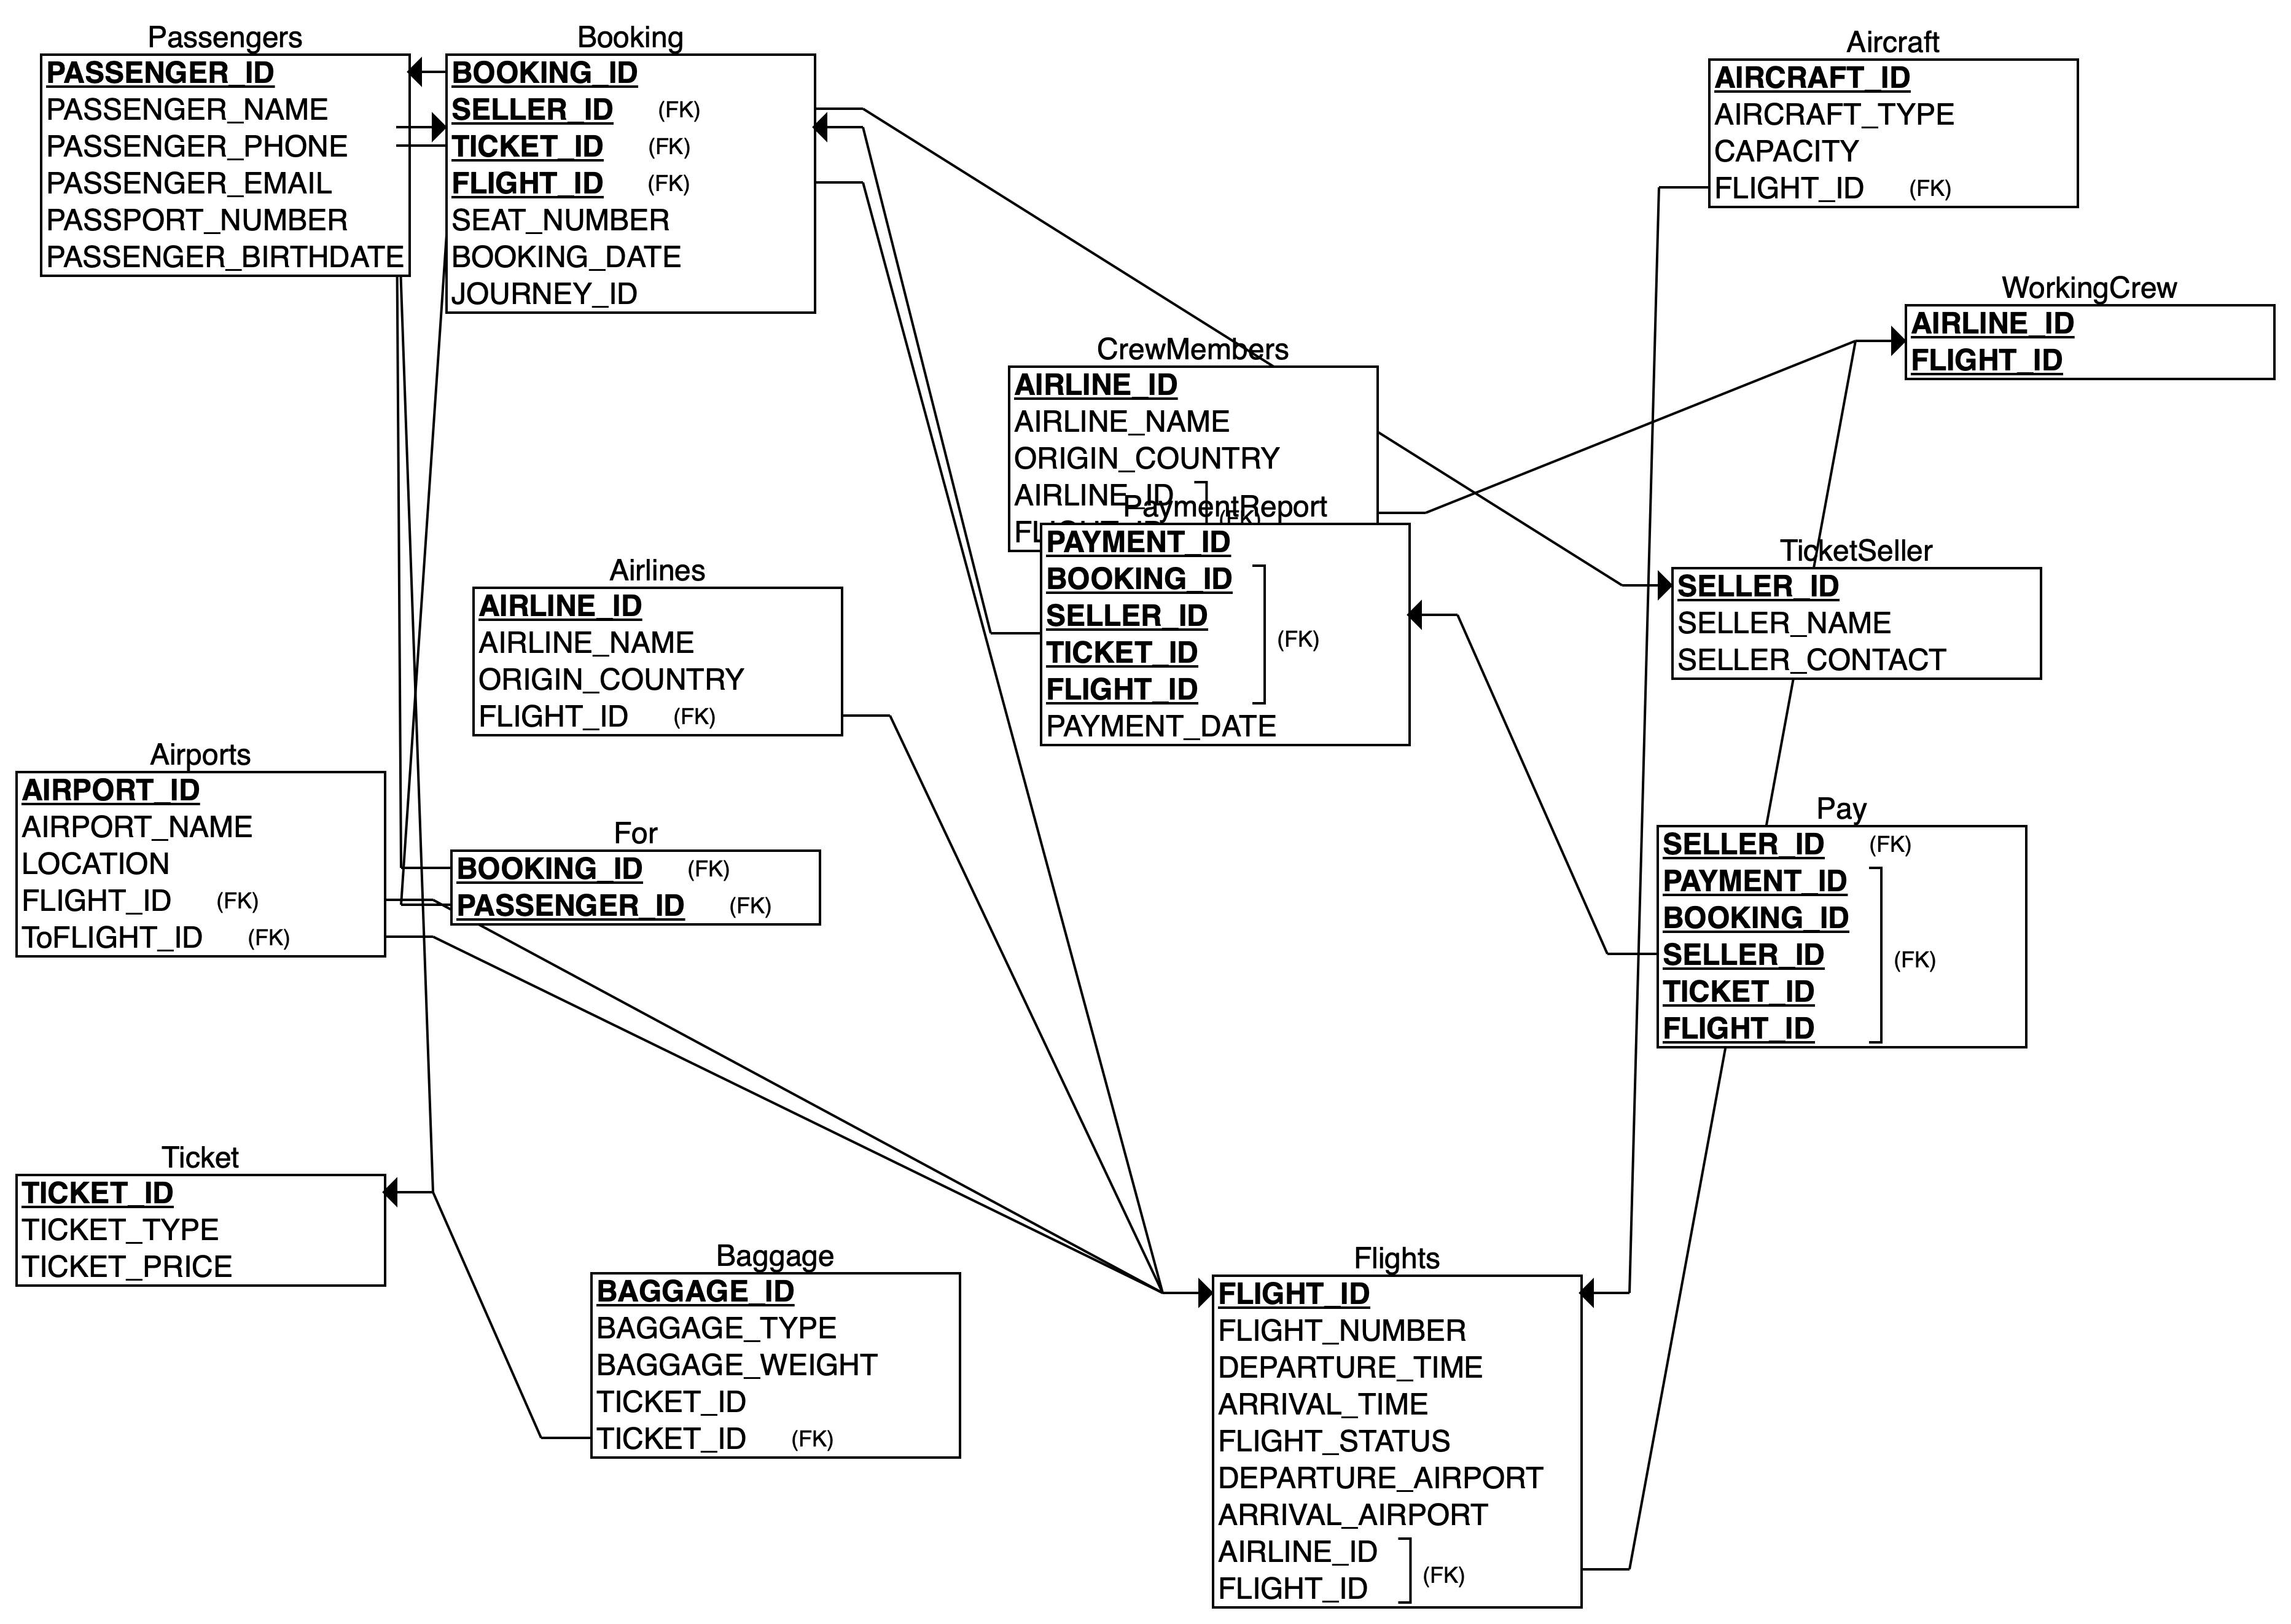 Passengers
PASSENGER_ID
PASSENGER_NAME
PASSENGER_PHONE
PASSENGER_EMAIL
PASSPORT_NUMBER
PASSENGER_BIRTHDATE
Booking
BOOKING_ID
SELLER_ID (FK)
TICKET_ID (FK)
FLIGHT_ID (FK)
SEAT_NUMBER
BOOKING_DATE
JOURNEY_ID
Aircraft
AIRCRAFT_ID
AIRCRAFT_TYPE
CAPACITY
FLIGHT_ID (FK)
WorkingCrew
AIRLINE_ID
FLIGHT_ID
CrewMembers
AIRLINE_ID
AIRLINE_NAME
ORIGIN_COUNTRY
AIRLINE_ID
(FK)
PaymentReport
PAYMENT_ID
BOOKING_ID
SELLER_ID
TICKET_ID
FLIGHT_ID
(FK)
PAYMENT_DATE
TicketSeller
SELLER_ID
SELLER_NAME
SELLER_CONTACT
Airlines
AIRLINE_ID
AIRLINE_NAME
ORIGIN_COUNTRY
FLIGHT_ID (FK)
Airports
AIRPORT_ID
AIRPORT_NAME
LOCATION
FLIGHT_ID (FK)
ToFLIGHT_ID (FK)
For
BOOKING_ID (FK)
PASSENGER_ID (FK)
Pay
SELLER_ID (FK)
PAYMENT_ID
BOOKING_ID
SELLER_ID
(FK)
TICKET_ID
FLIGHT_ID
Ticket
TICKET_ID
TICKET_TYPE
TICKET_PRICE
Baggage
BAGGAGE_ID
BAGGAGE_TYPE
BAGGAGE_WEIGHT
TICKET_ID
TICKET_ID (FK)
Flights
FLIGHT_ID
FLIGHT_NUMBER
DEPARTURE_TIME
ARRIVAL_TIME
FLIGHT_STATUS
DEPARTURE_AIRPORT
ARRIVAL_AIRPORT
AIRLINE_ID
FLIGHT_ID
(FK)